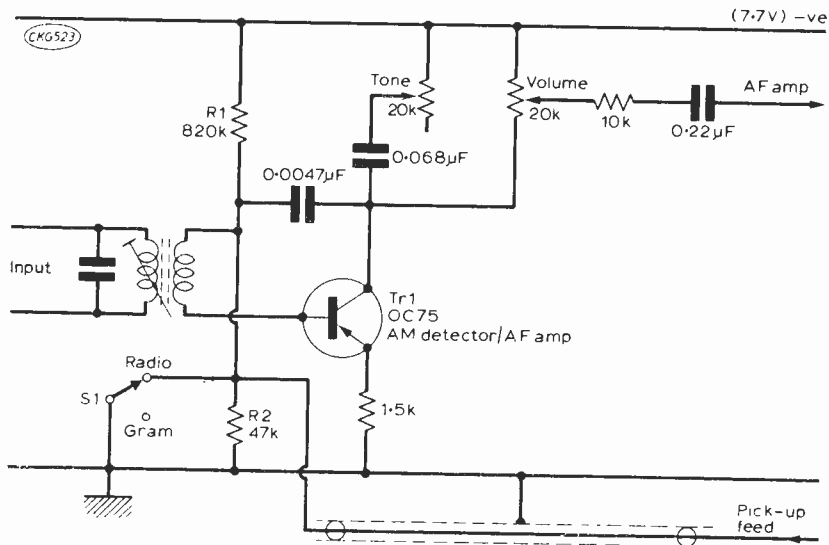 (7·7V) -ve
CKG523
Tone
20k
Volume
20k
AF amp
R1
820k
10k
0·22µF
0·068µF
0·0047µF
Input
Tr1
OC75
AM detector/AF amp
Radio
S1
Gram
R2
47k
1·5k
Pick-up
feed